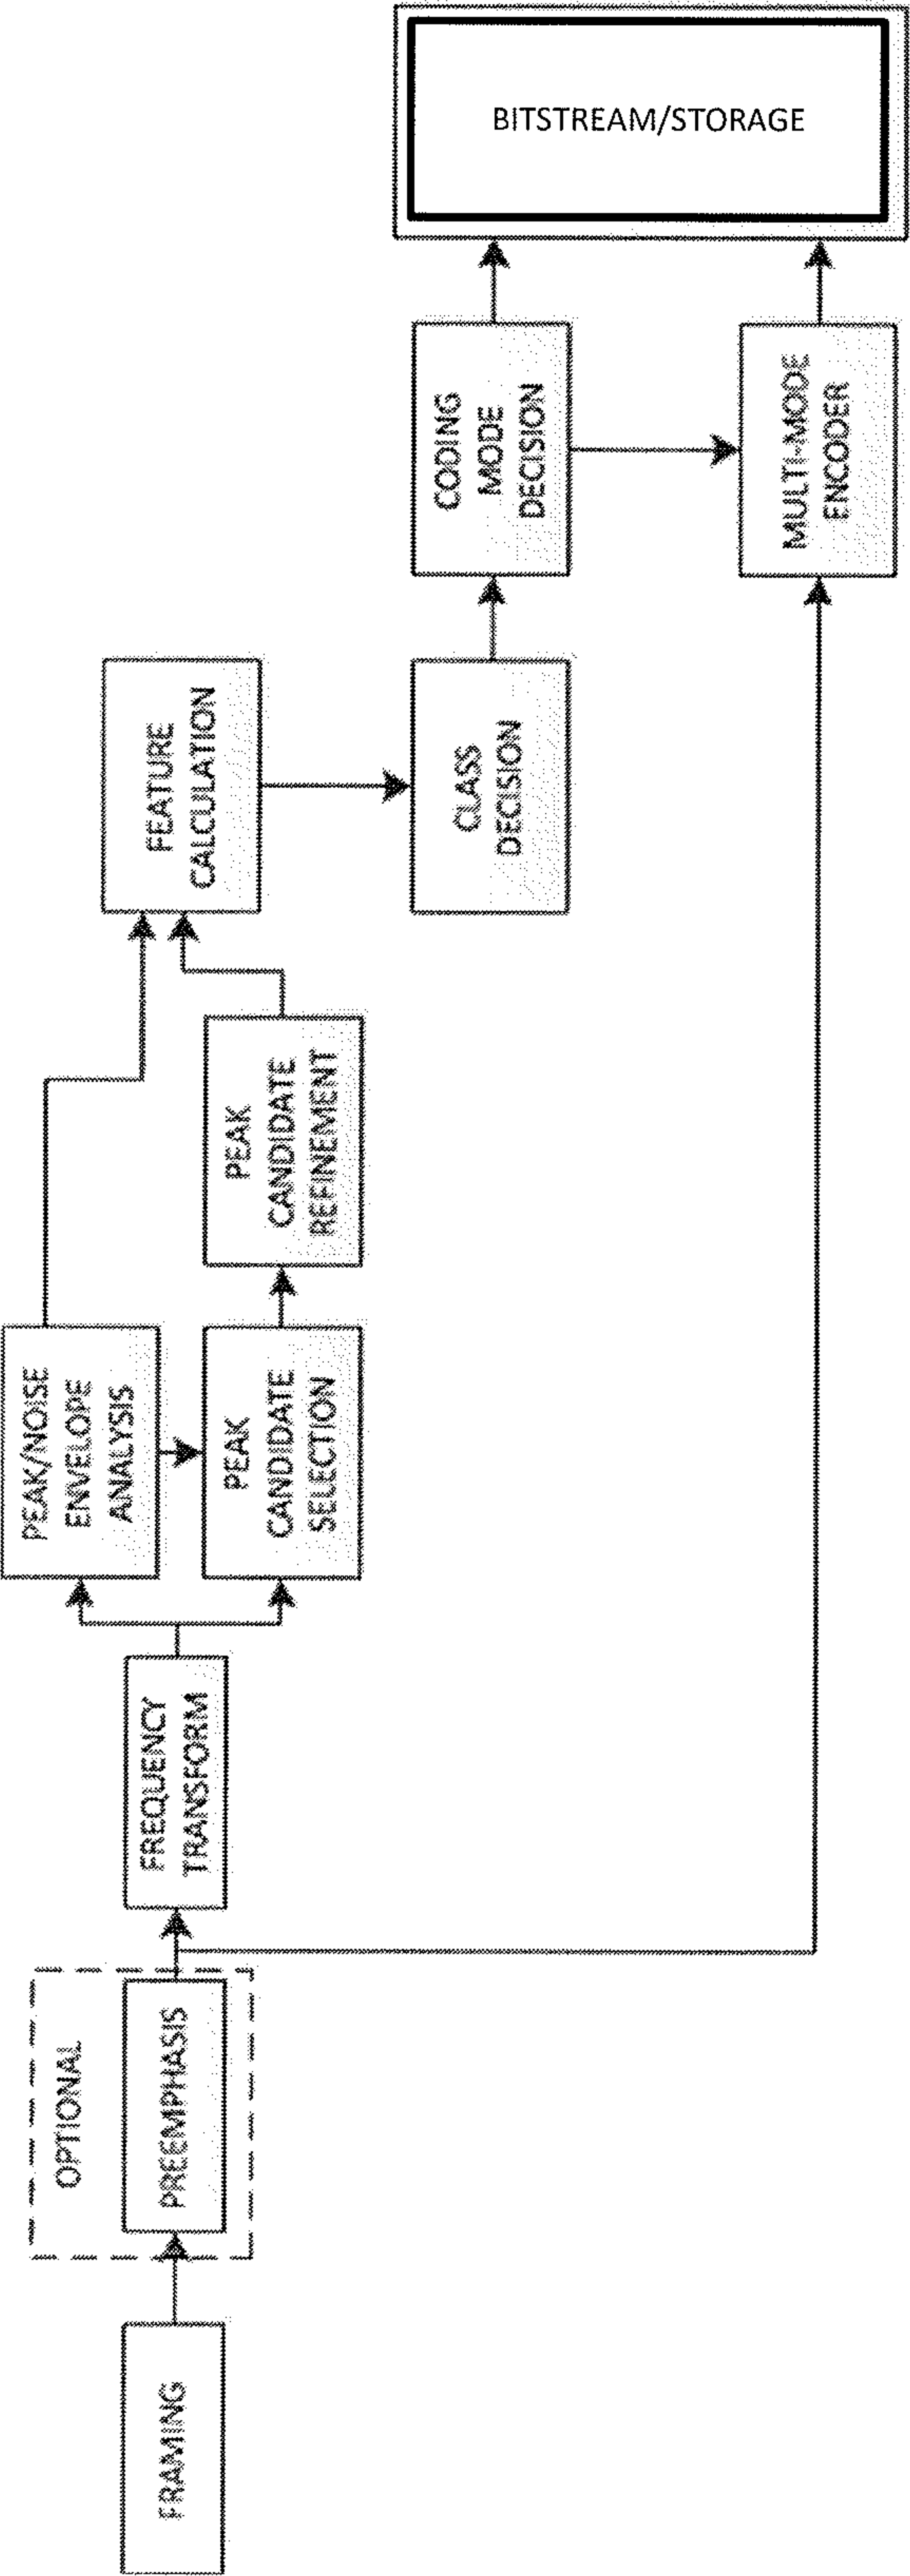 FRAMING
OPTIONAL
PREEMPHASIS
FREQUENCY
TRANSFORM
PEAK/NOISE
ENVELOPE
ANALYSIS
PEAK
CANDIDATE
SELECTION
PEAK
CANDIDATE
REFINEMENT
FEATURE
CALCULATION
CLASS
DECISION
CODING
MODE
DECISION
MULTI-MODE
ENCODER
BITSTREAM/STORAGE